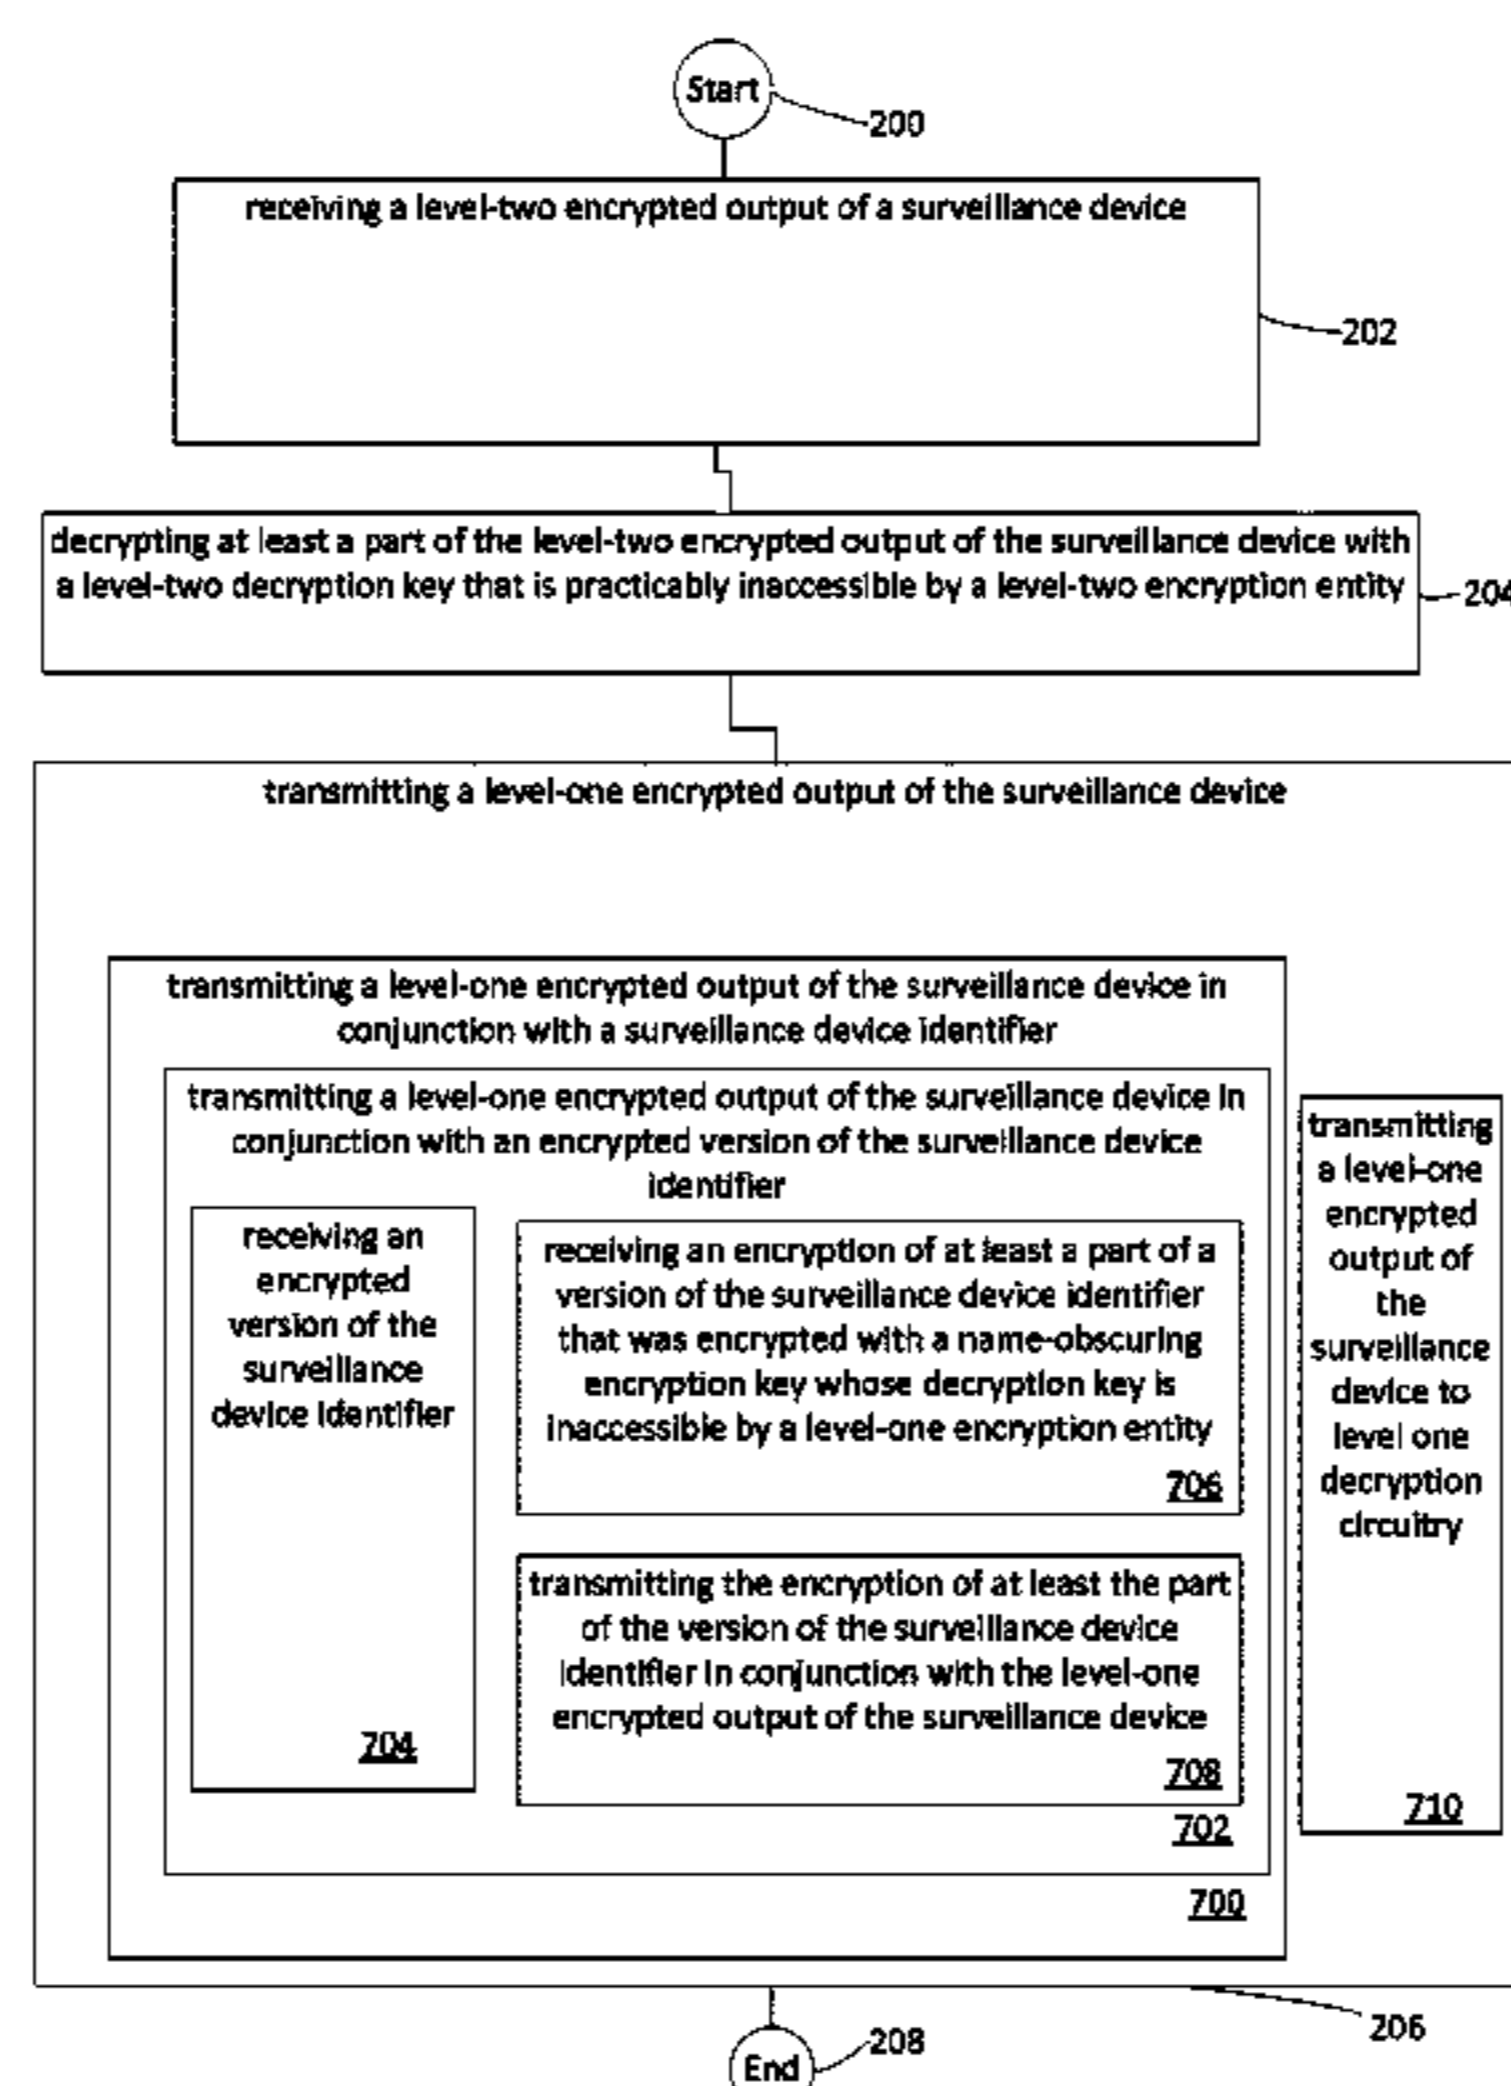 Start
200
receiving a level-two encrypted output of a surveillance device
202
decrypting at least a part of the level-two encrypted output of the surveillance device with
a level-two decryption key that is practicably inaccessible by a level-two encryption entity
204
transmitting a level-one encrypted output of the surveillance device
transmitting a level-one encrypted output of the surveillance device in
conjunction with a surveillance device identifier
transmitting a level-one encrypted output of the surveillance device in
conjunction with an encrypted version of the surveillance device
identifier
receiving an
encrypted
version of the
surveillance
device identifier
704
receiving an encryption of at least a part of a
version of the surveillance device identifier
that was encrypted with a name-obscuring
encryption key whose decryption key is
inaccessible by a level-one encryption entity
706
transmitting the encryption of at least the part
of the version of the surveillance device
identifier in conjunction with the level-one
encrypted output of the surveillance device
708
702
700
transmitting
a level-one
encrypted
output of
the
surveillance
device to
level one
decryption
circuitry
710
206
208
End